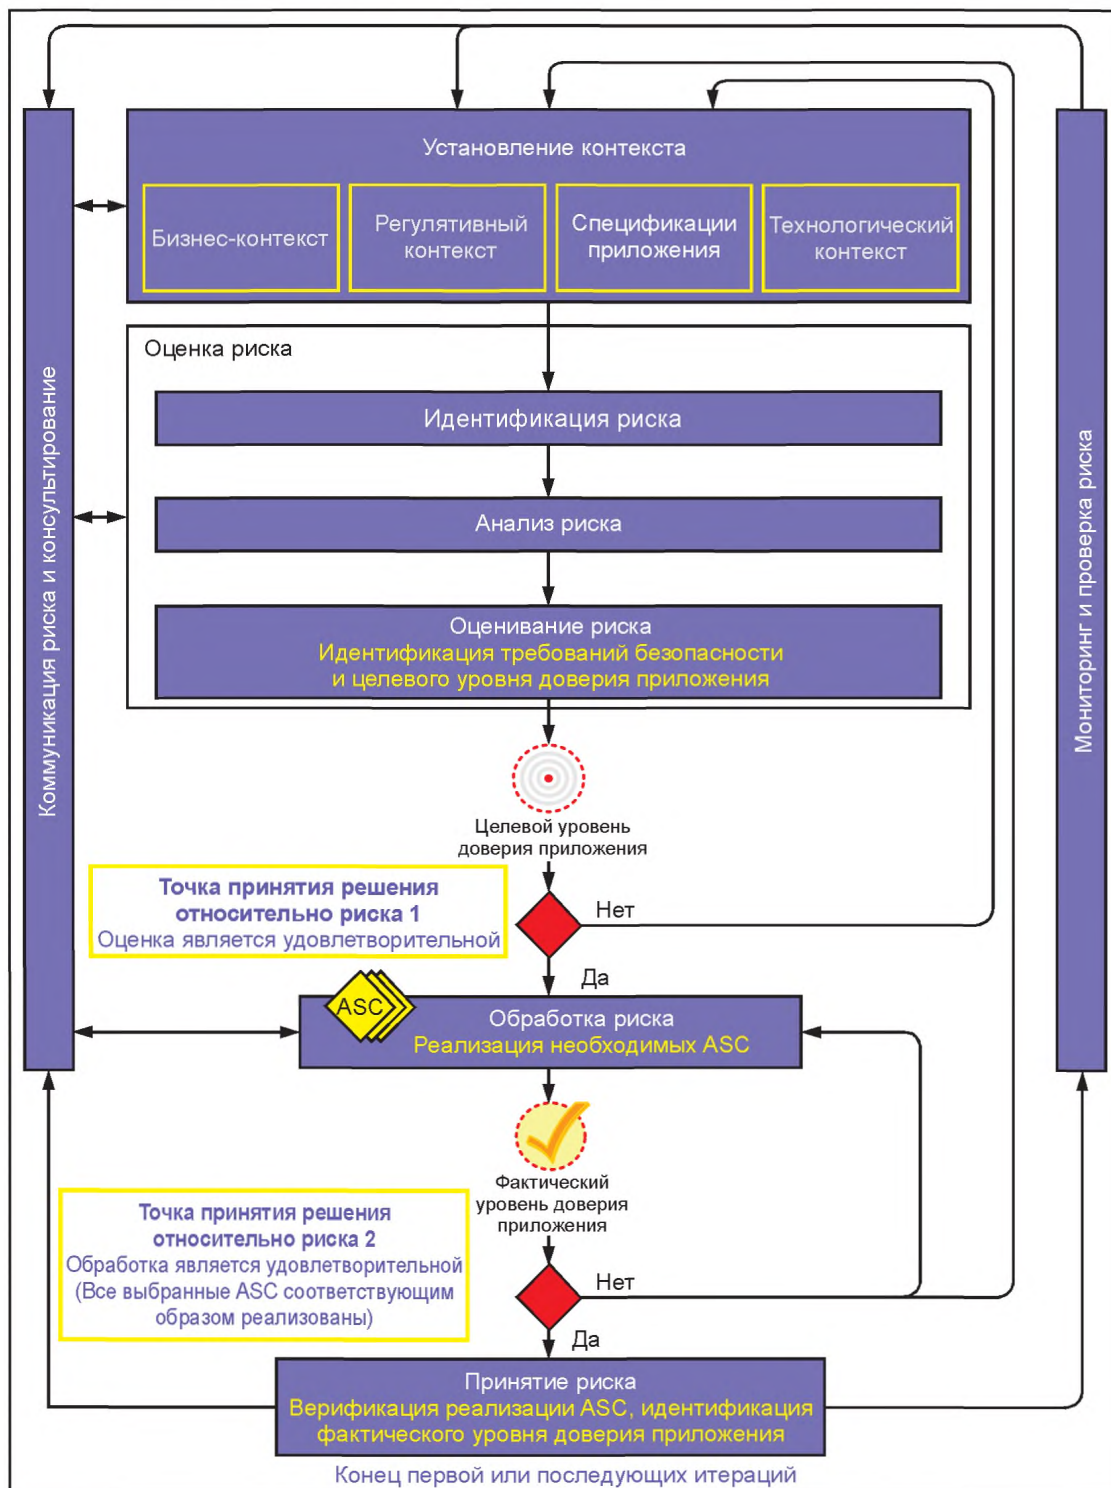 Установление контекста
Бизнес-контекст
Регулятивный
контекст
Спецификации
приложения
Технологический
контекст
Оценка риска
Идентификация риска
Анализ риска
Оценивание риска
Идентификация требований безопасности
и целевого уровня доверия приложения
Коммуникация риска и консультирование
Мониторинг и проверка риска
Целевой уровень
доверия приложения
Точка принятия решения
относительно риска 1
Оценка является удовлетворительной
Нет
Да
ASC
Обработка риска
Реализация необходимых ASC
Фактический
уровень доверия
приложения
Точка принятия решения
относительно риска 2
Обработка является удовлетворительной
(Все выбранные ASC соответствующим
образом реализованы)
Нет
Да
Принятие риска
Верификация реализации ASC, идентификация
фактического уровня доверия приложения
Конец первой или последующих итераций